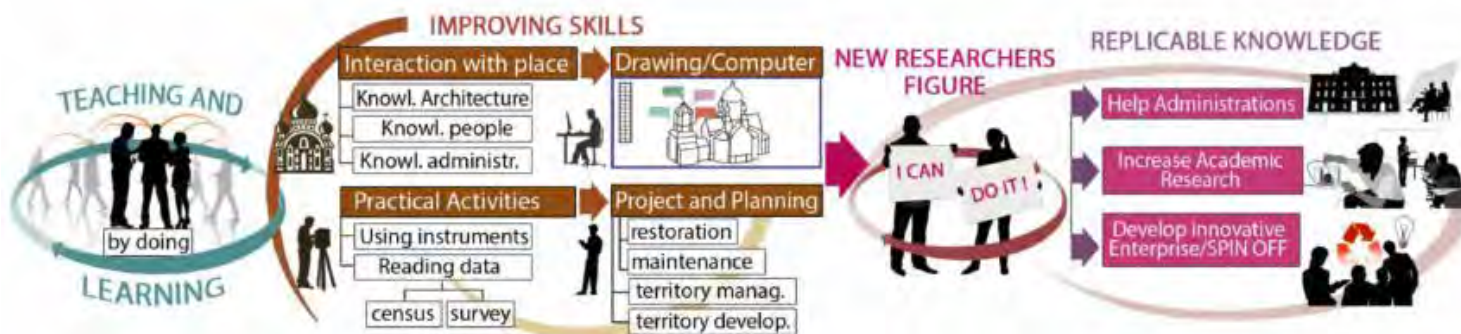 TEACHING AND
by doing
LEARNING
IMPROVING SKILLS
Interaction with place
Knowl. Architecture
Knowl. people
Knowl. administr.
Drawing/Computer
Practical Activities
Using instruments
Reading data
census
survey
Project and Planning
restoration
maintenance
territory manag.
territory develop.
NEW RESEARCHERS
FIGURE
I CAN
DO IT !
REPLICABLE KNOWLEDGE
Help Administrations
Increase Academic
Research
Develop Innovative
Enterprise/SPIN OFF